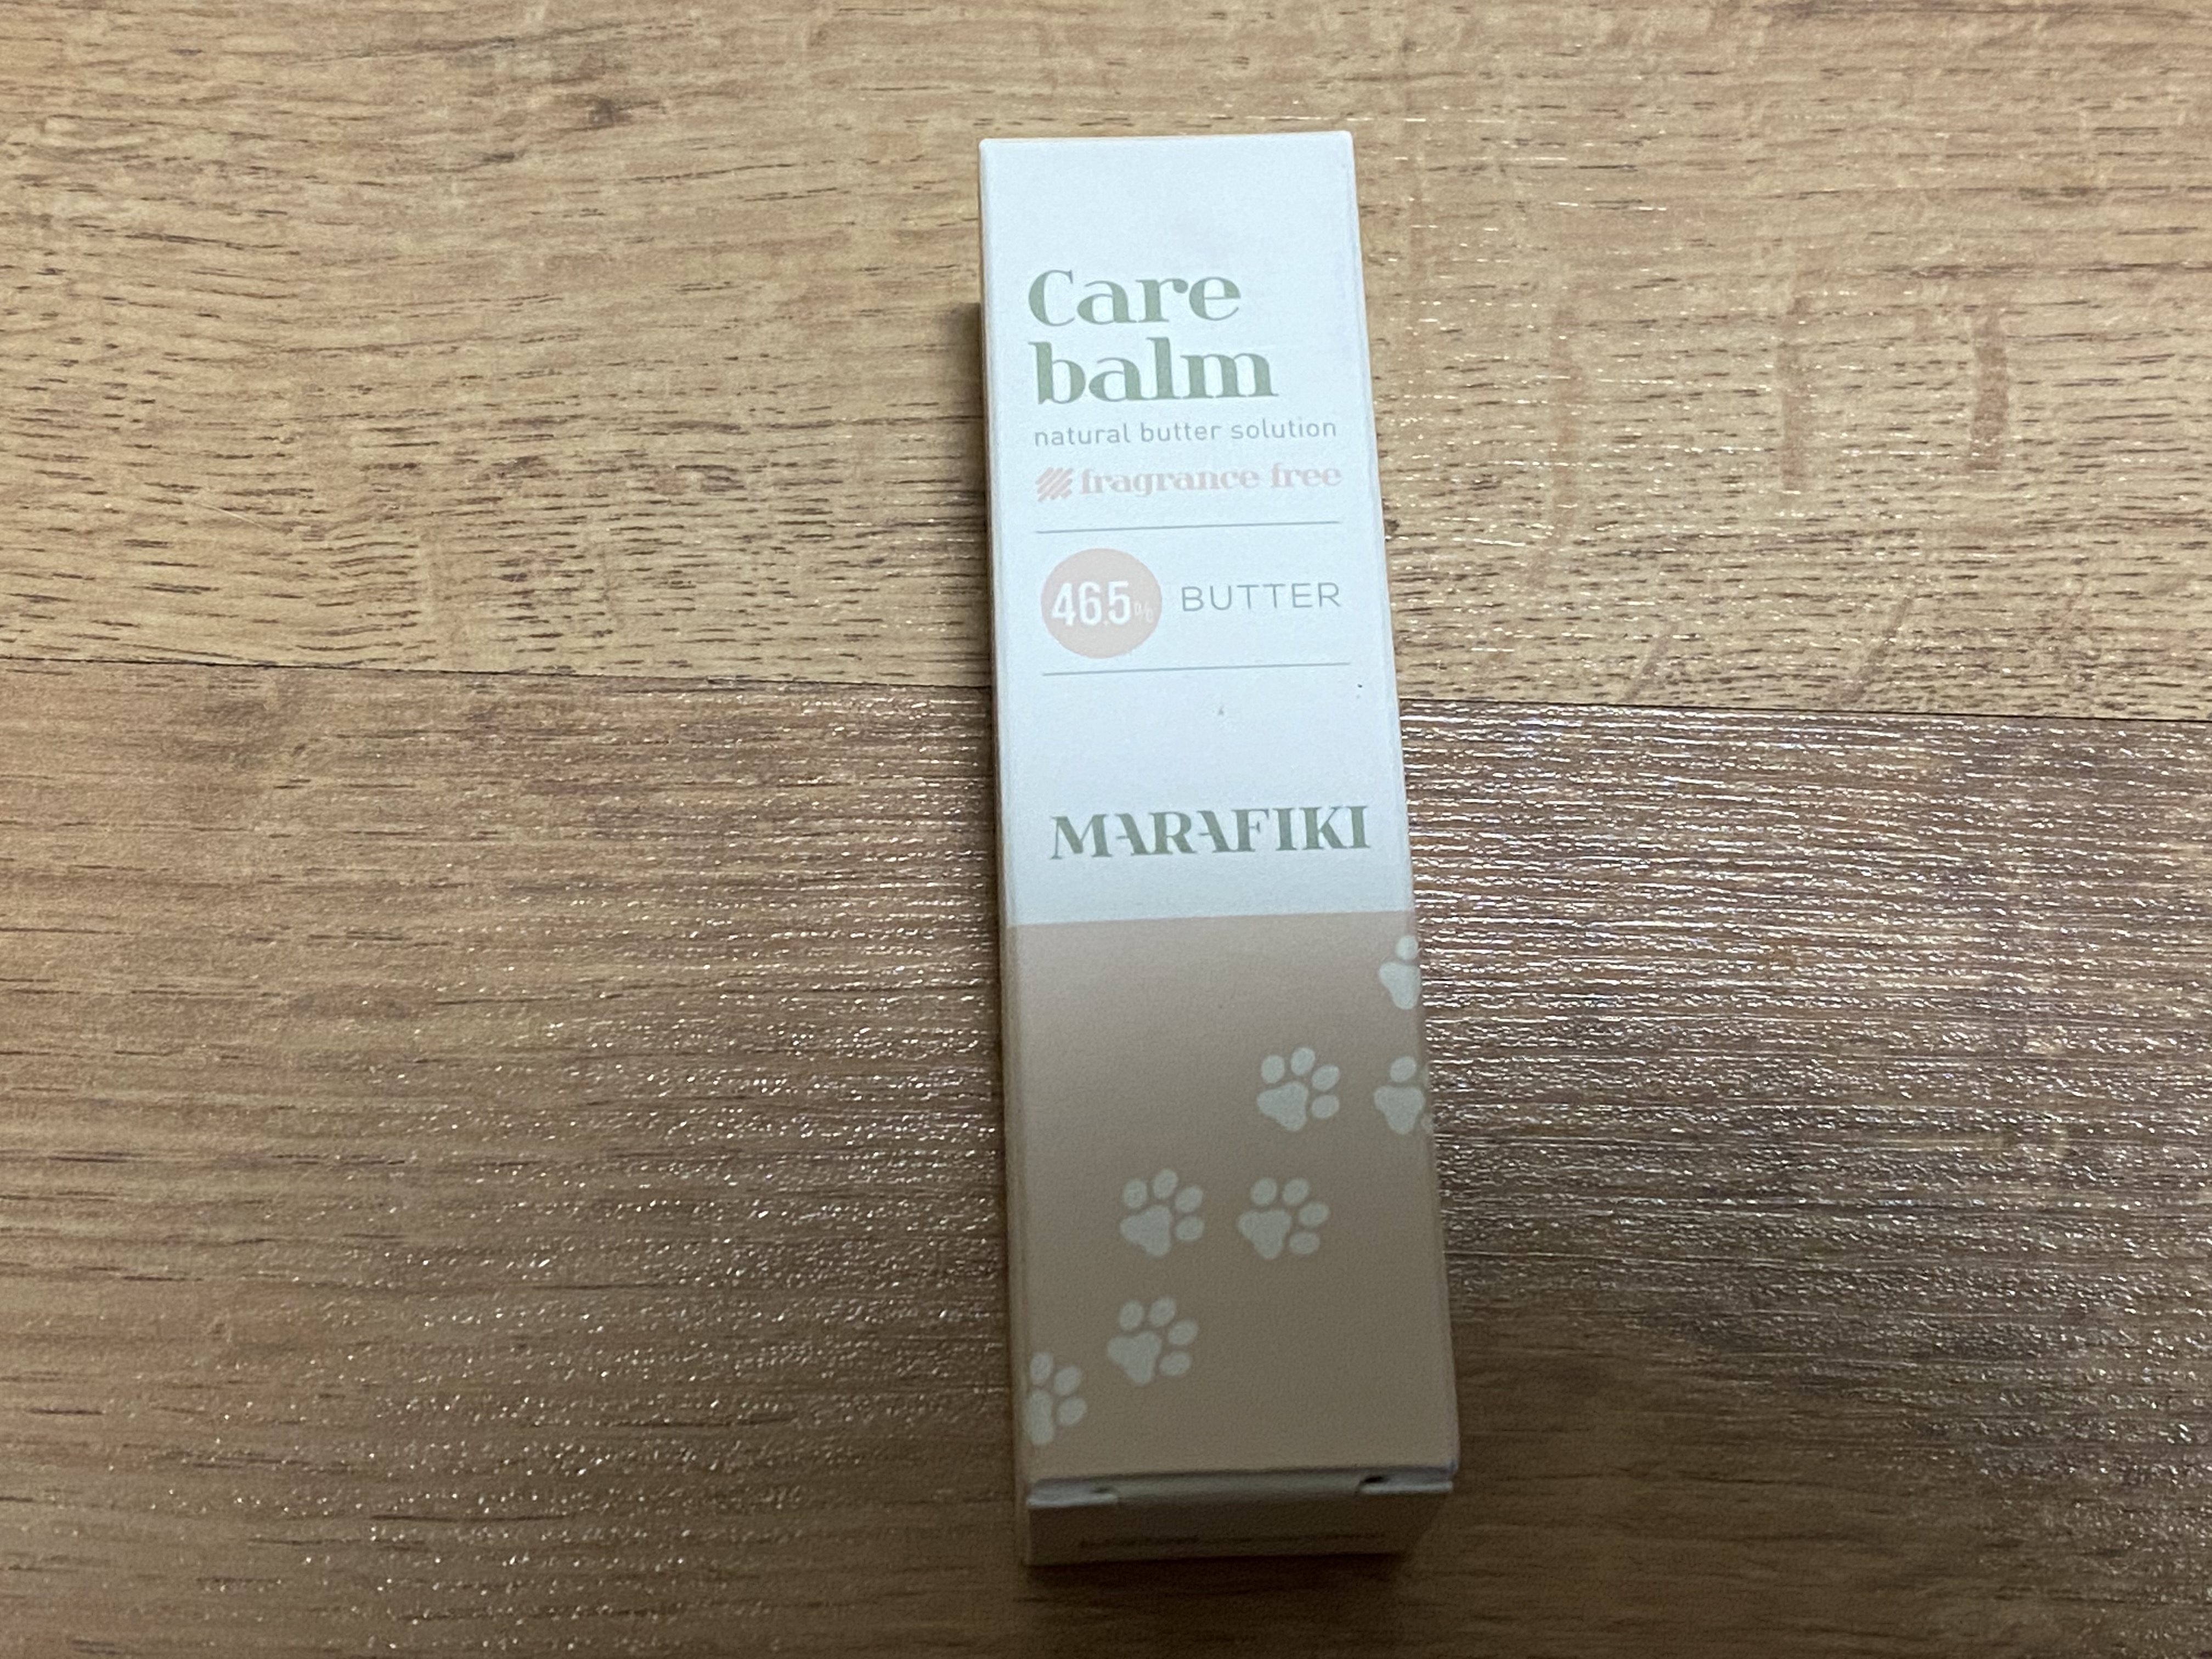 Care
balm
natural butter solution
fragrance free
46.5% BUTTER
MARAFIKI